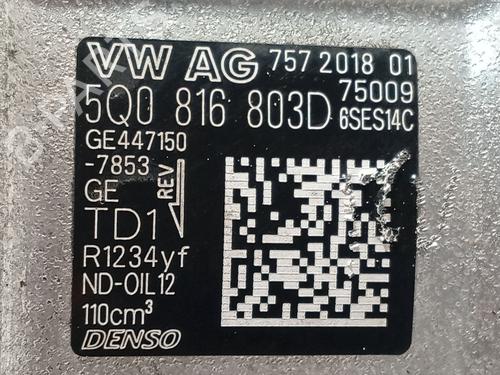 VW AG 757 2018 01
5Q0 816 803D 75009
6SES14C
GE447150
-7853
GE
REV
TD1
R1234yf
ND-OIL12
110cm³
DENSO